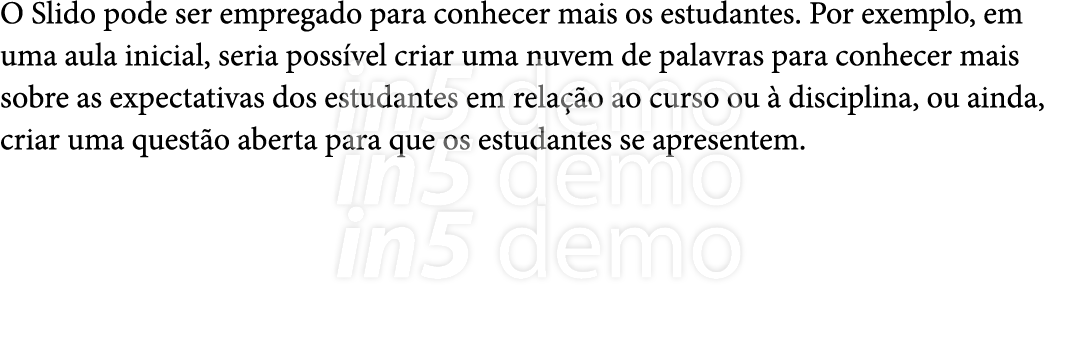 O Slido pode ser empregado para conhecer mais os estudantes. Por exemplo, em
uma aula inicial, seria possível criar uma nuvem de palavras para conhecer mais
sobre as expectativas dos estudantes em relação ao curso ou à disciplina, ou ainda,
criar uma questão aberta para que os estudantes se apresentem.
in5 demo
in5 demo
in5 demo